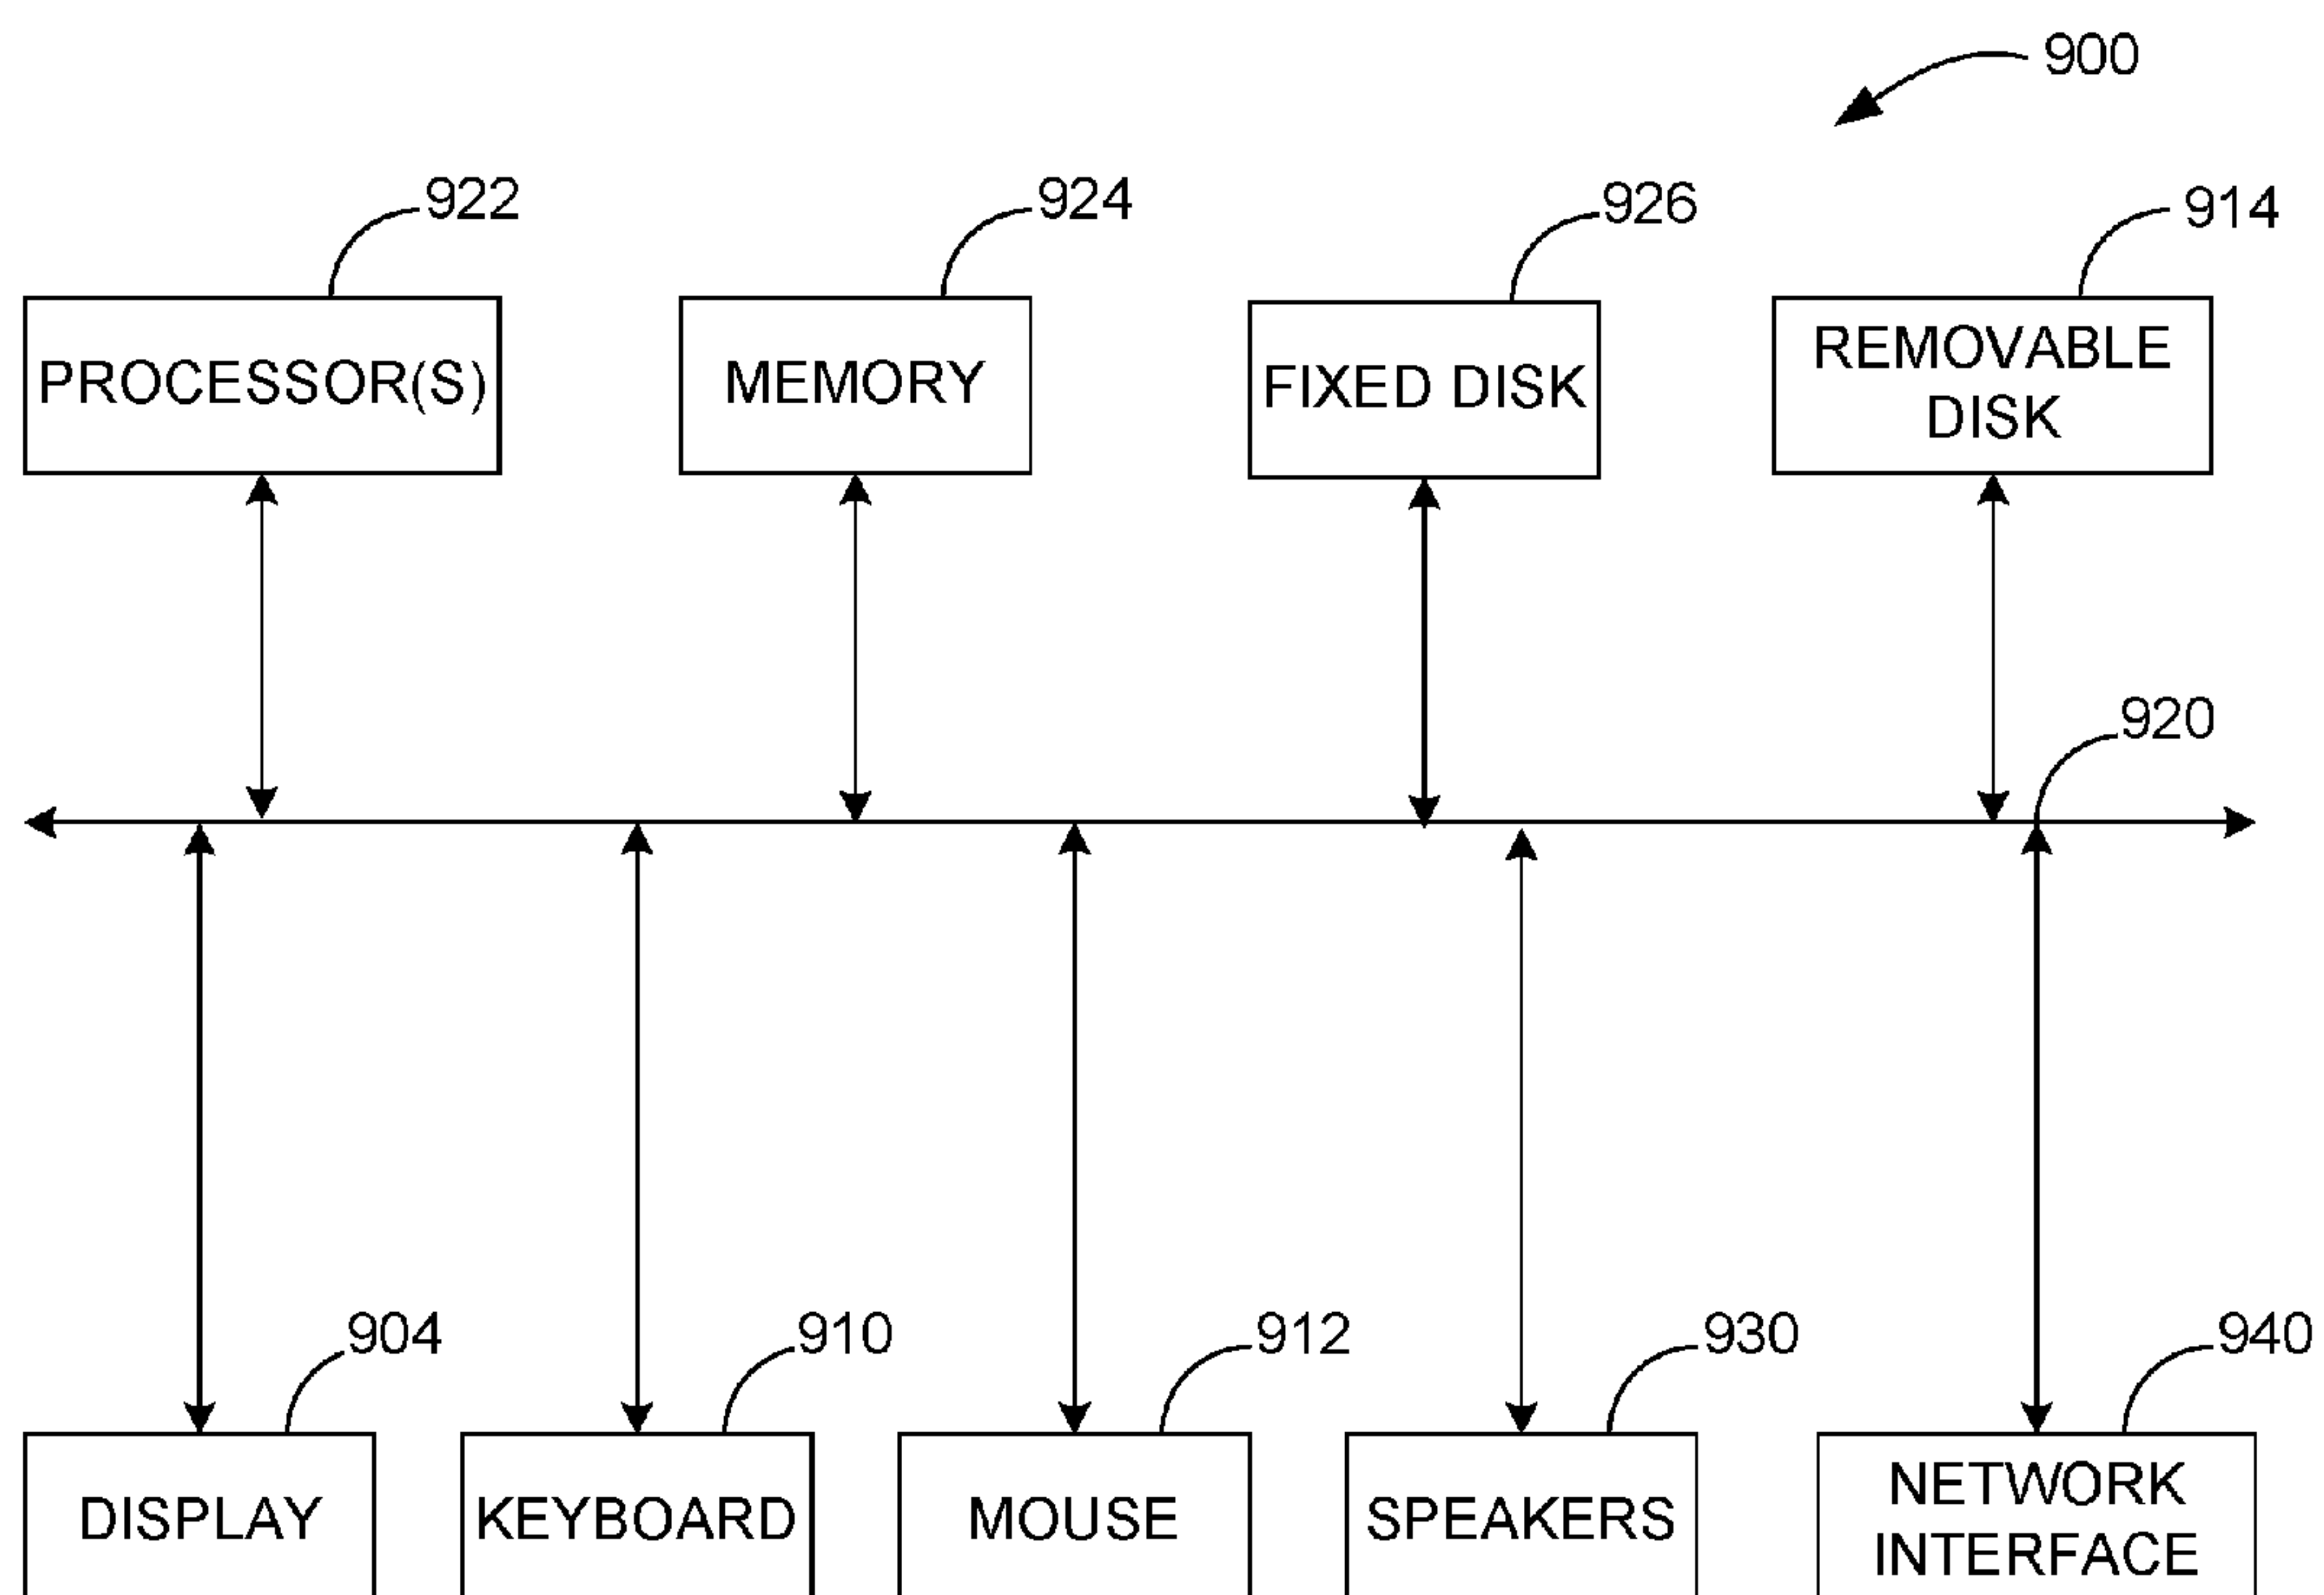 900
922
924
926
914
PROCESSOR(S)
MEMORY
FIXED DISK
REMOVABLE
DISK
920
904
910
912
930
940
DISPLAY
KEYBOARD
MOUSE
SPEAKERS
NETWORK
INTERFACE